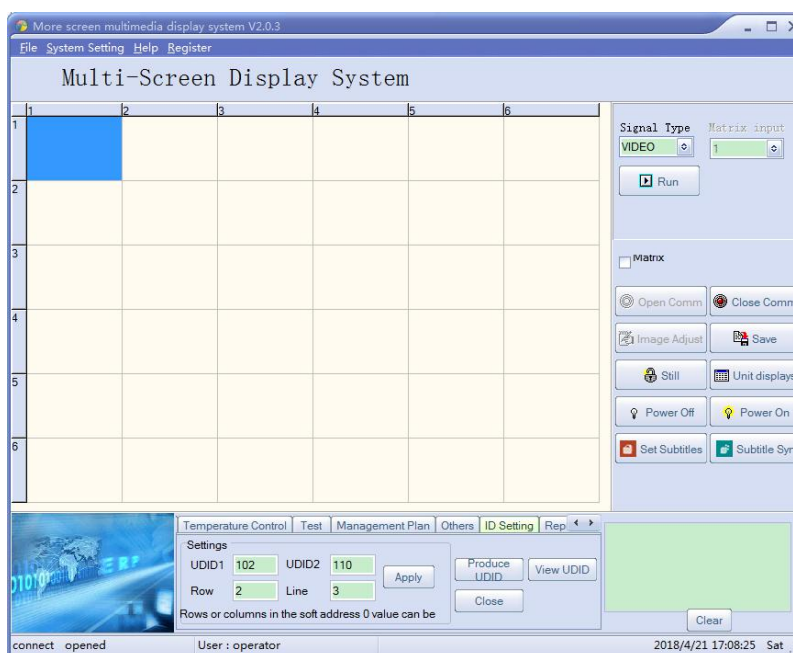 More screen multimedia display system V2.0.3
File System Setting Help Register
Multi-Screen Display System
1 2 3 4 5 6
1
2
3
4
5
6
Signal Type Matrix input
VIDEO 1
Run
Matrix
Open Comm Close Comm
Image Adjust Save
Still Unit displays
Power Off Power On
Set Subtitles Subtitle Syn
Temperature Control Test Management Plan Others ID Setting Rep
Settings
UDID1 102 UDID2 110 Apply
Row 2 Line 3
Rows or columns in the soft address 0 value can be
Produce UDID View UDID
Close
ERP
Clear
connect opened User : operator 2018/4/21 17:08:25 Sat